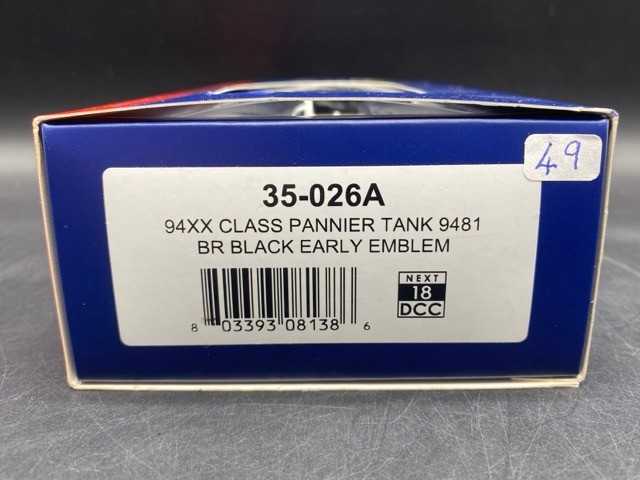 49
35-026A
94XX CLASS PANNIER TANK 9481
BR BLACK EARLY EMBLEM
NEXT
18
DCC
8 03393 08138 6